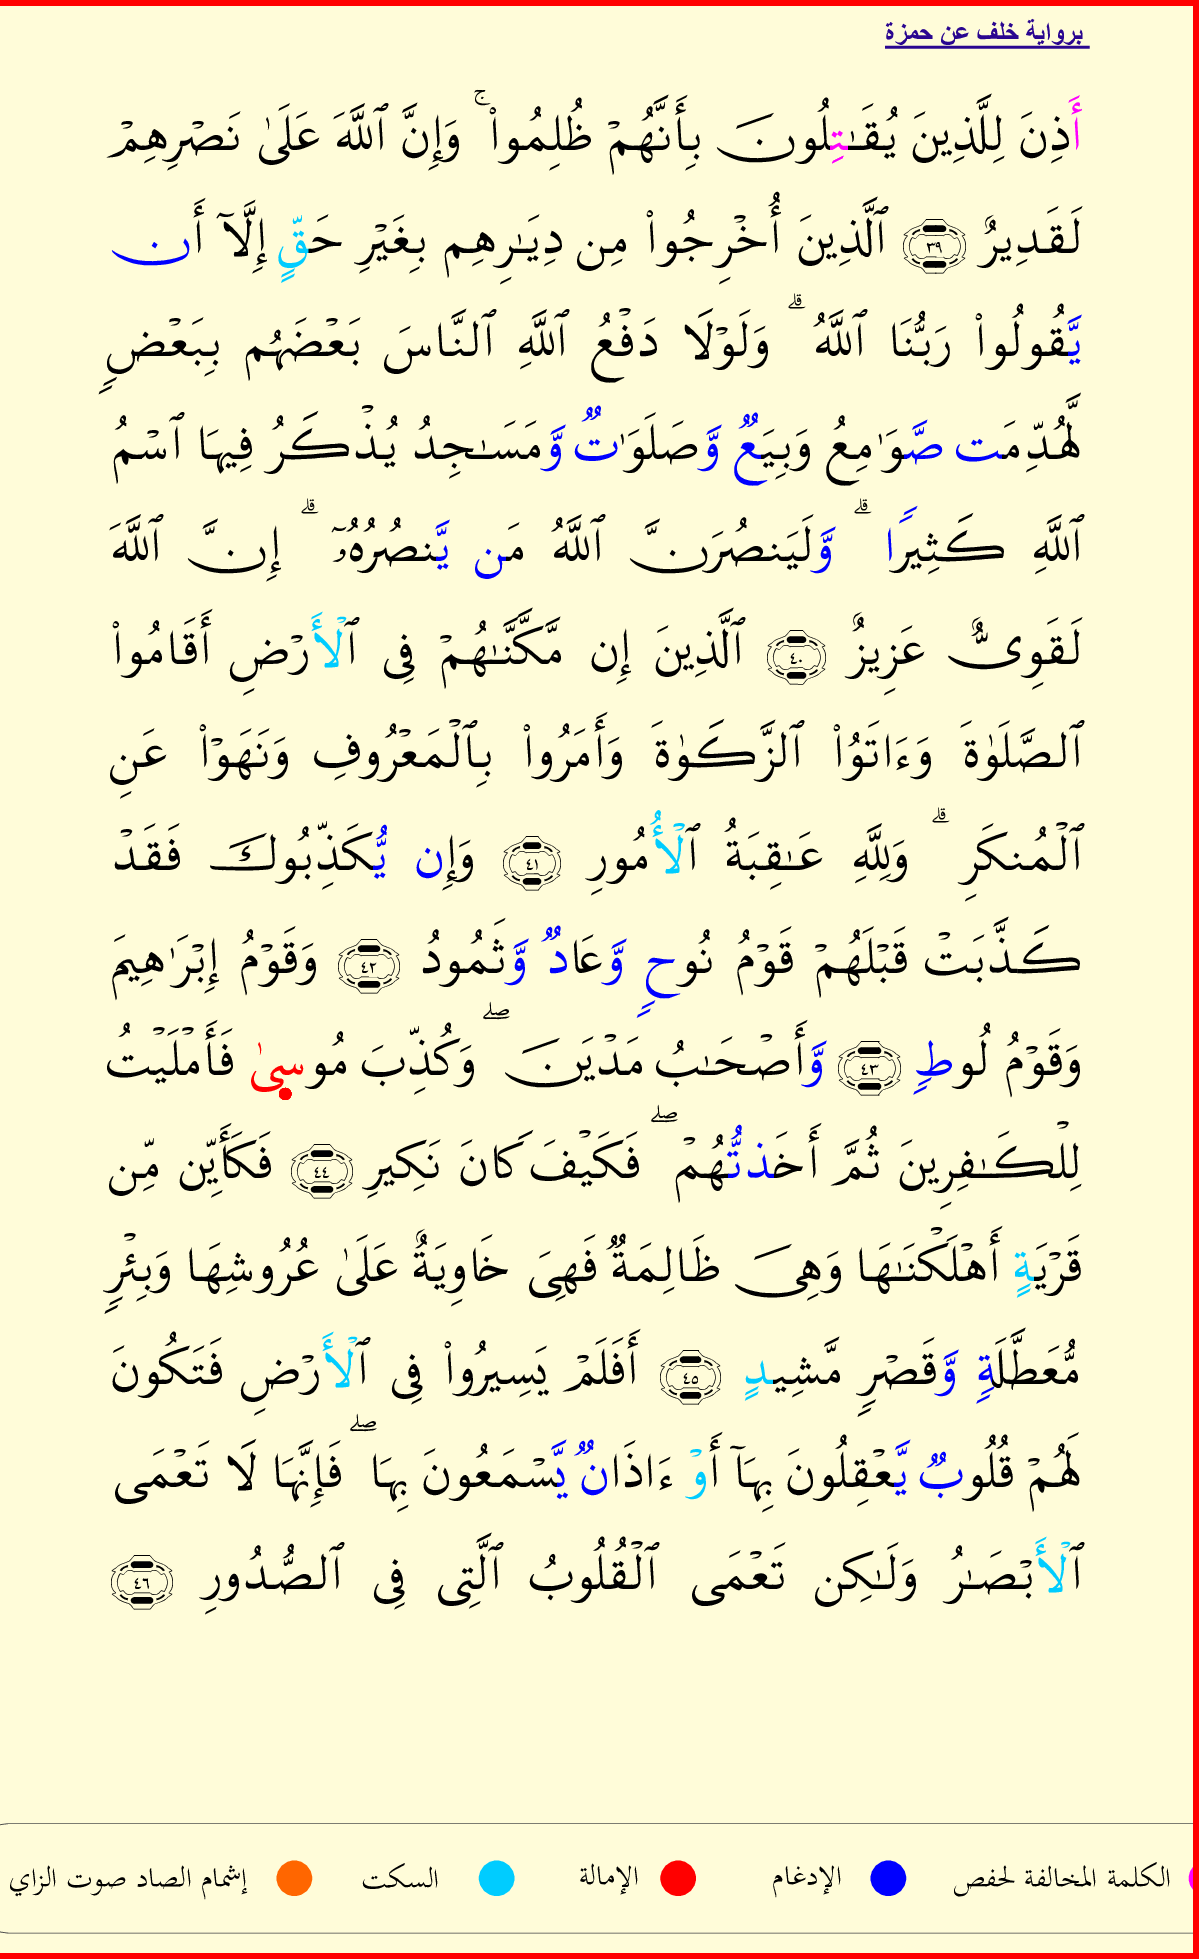 برواية خلف عن حمزة
أَذِنَ لِلَّذِينَ يُقَـٰتِلُونَ بِأَنَّهُمْ ظُلِمُوا۟ ۚ وَإِنَّ ٱللَّهَ عَلَىٰ نَصْرِهِمْ
لَقَدِيرٌ ٣٩ ٱلَّذِينَ أُخْرِجُوا۟ مِن دِيَـٰرِهِم بِغَيْرِ حَقٍّ إِلَّآ أَن
يَّقُولُوا۟ رَبُّنَا ٱللَّهُ ۗ وَلَوْلَا دَفْعُ ٱللَّهِ ٱلنَّاسَ بَعْضَهُم بِبَعْضٍ
لَّهُدِّمَت صَّوَٰمِعُ وَبِيَعٌ وَّصَلَوَٰتٌ وَّمَسَـٰجِدُ يُذْكَرُ فِيهَا ٱسْمُ
ٱللَّهِ كَثِيرًا ۗ وَّلَيَنصُرَنَّ ٱللَّهُ مَن يَّنصُرُهُۥٓ ۗ إِنَّ ٱللَّهَ
لَقَوِىٌّ عَزِيزٌ ٤٠ ٱلَّذِينَ إِن مَّكَّنَّـٰهُمْ فِى ٱلْأَرْضِ أَقَامُوا۟
ٱلصَّلَوٰةَ وَءَاتَوُا۟ ٱلزَّكَوٰةَ وَأَمَرُوا۟ بِٱلْمَعْرُوفِ وَنَهَوْا۟ عَنِ
ٱلْمُنكَرِ ۗ وَلِلَّهِ عَـٰقِبَةُ ٱلْأُمُورِ ٤١ وَإِن يُّكَذِّبُوكَ فَقَدْ
كَذَّبَتْ قَبْلَهُمْ قَوْمُ نُوحٍ وَّعَادٌ وَّثَمُودُ ٤٢ وَقَوْمُ إِبْرَٰهِيمَ
وَقَوْمُ لُوطٍ ٤٣ وَّأَصْحَـٰبُ مَدْيَنَ ۖ وَكُذِّبَ مُوسِىٰ فَأَمْلَيْتُ
لِلْكَـٰفِرِينَ ثُمَّ أَخَذتُّهُمْ ۖ فَكَيْفَ كَانَ نَكِيرِ ٤٤ فَكَأَيِّن مِّن
قَرْيَةٍ أَهْلَكْنَـٰهَا وَهِىَ ظَالِمَةٌ فَهِىَ خَاوِيَةٌ عَلَىٰ عُرُوشِهَا وَبِئْرٍ
مُّعَطَّلَةٍ وَّقَصْرٍ مَّشِيدٍ ٤٥ أَفَلَمْ يَسِيرُوا۟ فِى ٱلْأَرْضِ فَتَكُونَ
لَهُمْ قُلُوبٌ يَّعْقِلُونَ بِهَآ أَوْ ءَاذَانٌ يَّسْمَعُونَ بِهَا ۖ فَإِنَّهَا لَا تَعْمَى
ٱلْأَبْصَـٰرُ وَلَـٰكِن تَعْمَى ٱلْقُلُوبُ ٱلَّتِى فِى ٱلصُّدُورِ ٤٦
الكلمة المخالفة لحفص الإدغام الإمالة السكت إشمام الصاد صوت الزاي